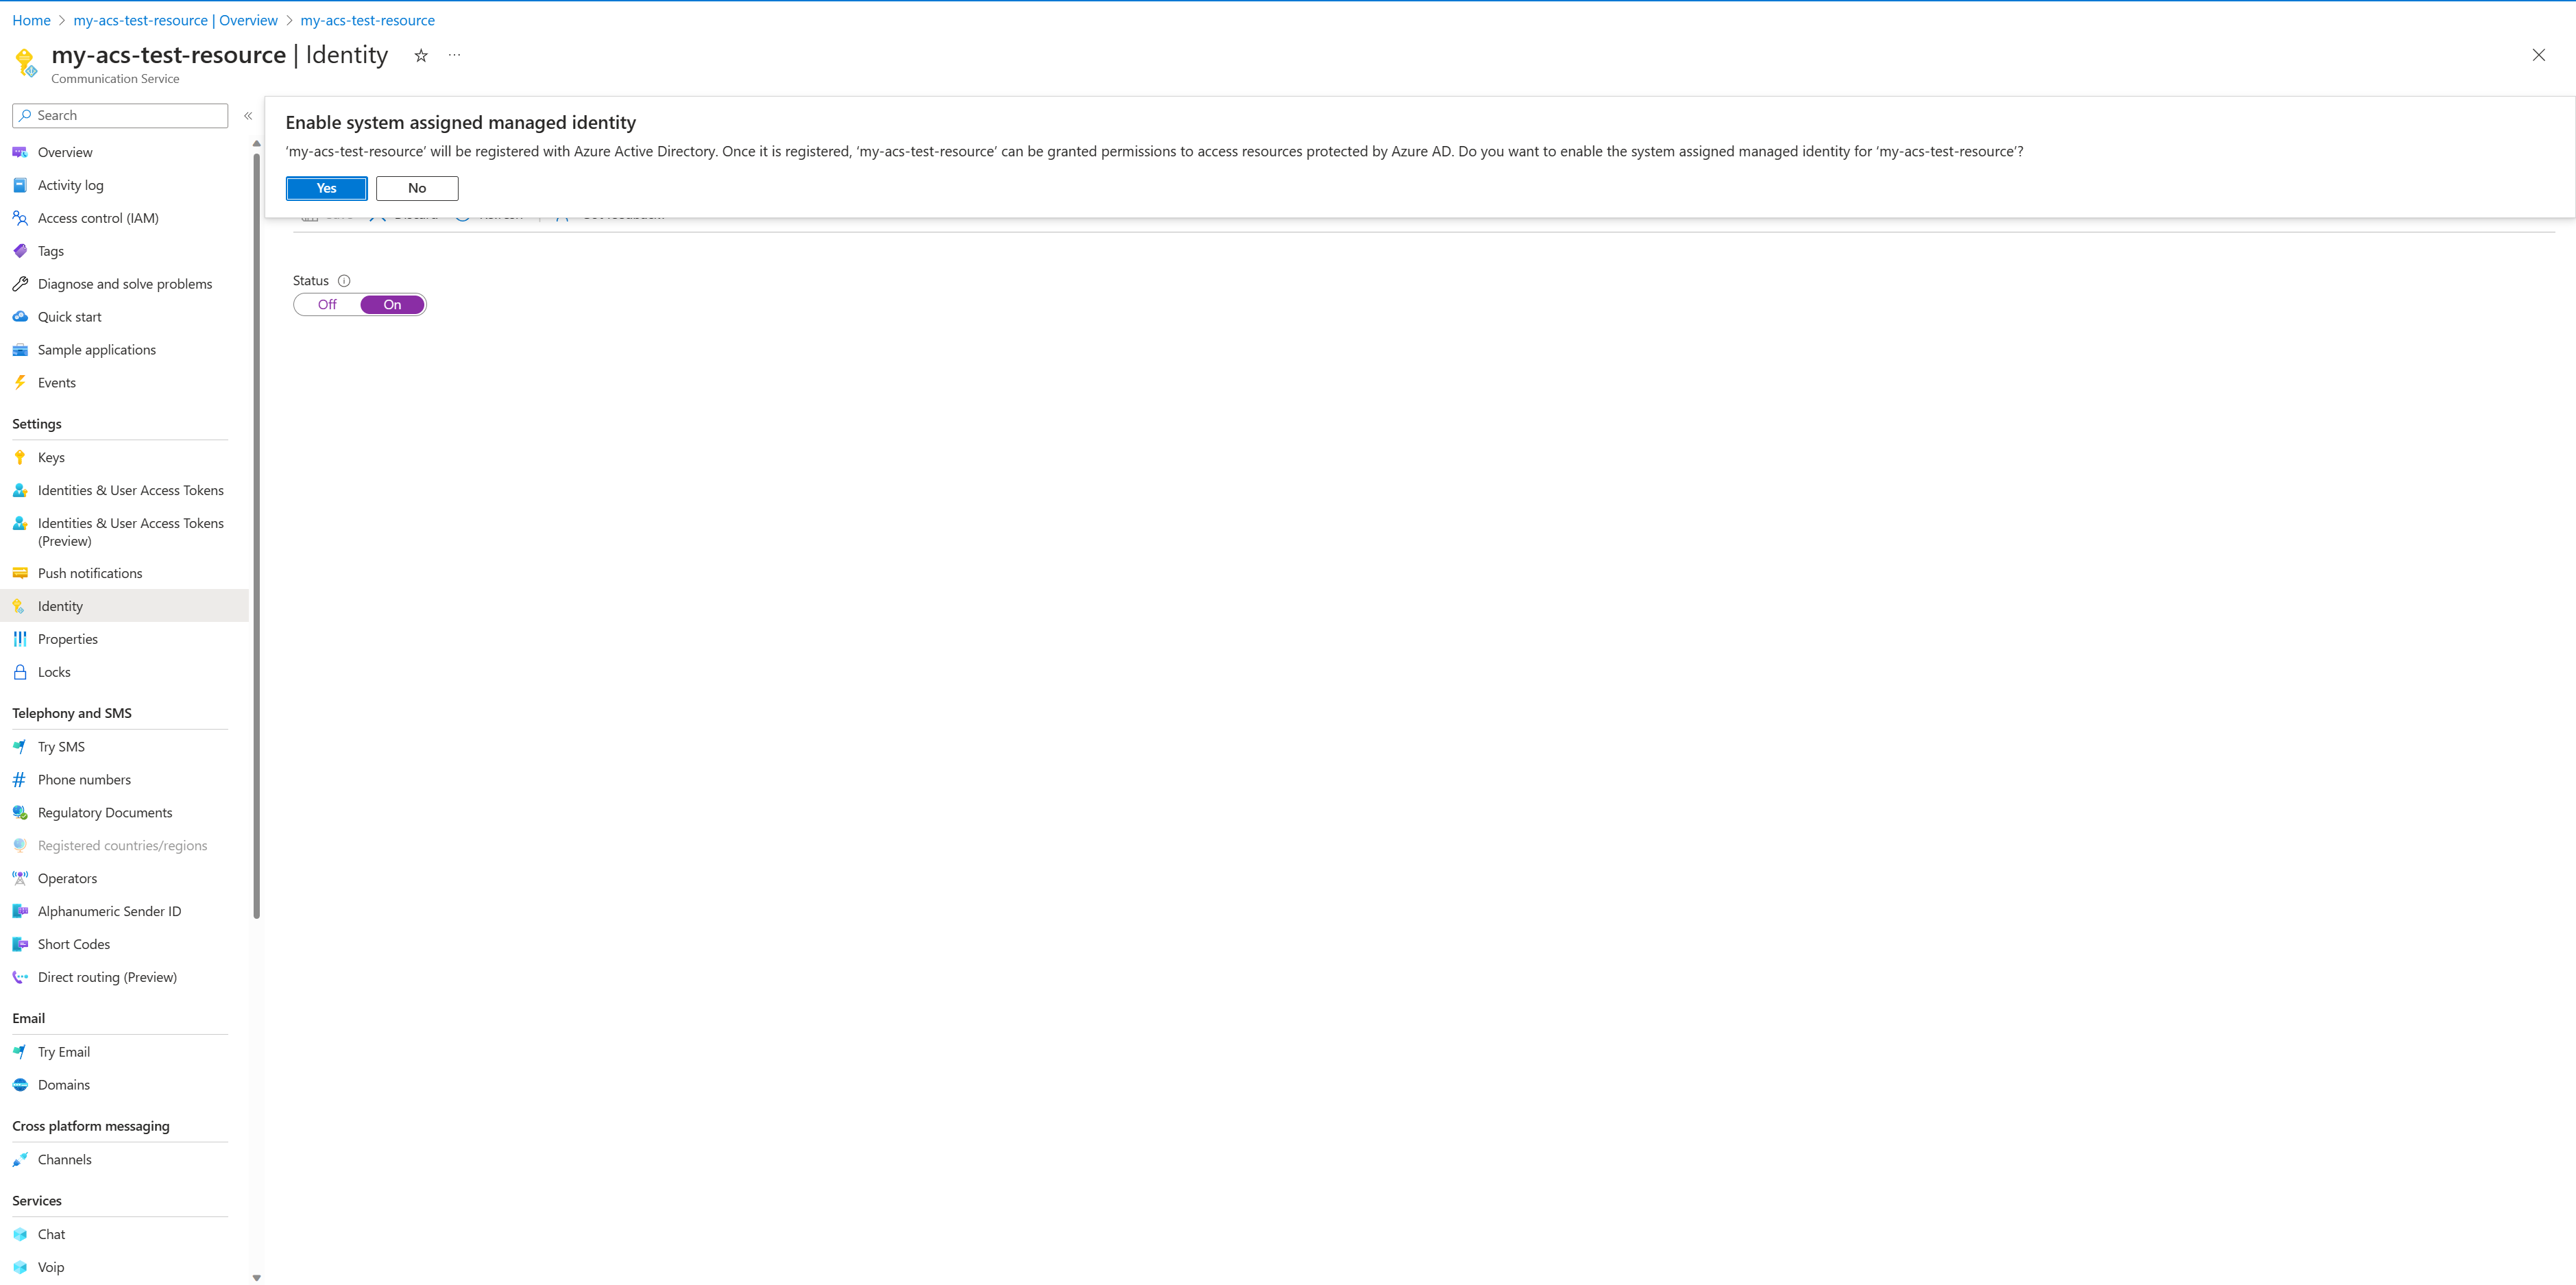 Home > my-acs-test-resource | Overview > my-acs-test-resource
my-acs-test-resource | Identity
Communication Service
Search
Overview
Activity log
Access control (IAM)
Tags
Diagnose and solve problems
Quick start
Sample applications
Events
Settings
Keys
Identities & User Access Tokens
Identities & User Access Tokens
(Preview)
Push notifications
Identity
Properties
Locks
Telephony and SMS
Try SMS
Phone numbers
Regulatory Documents
Registered countries/regions
Operators
Alphanumeric Sender ID
Short Codes
Direct routing (Preview)
Email
Try Email
Domains
Cross platform messaging
Channels
Services
Chat
Voip
Enable system assigned managed identity
‘my-acs-test-resource’ will be registered with Azure Active Directory. Once it is registered, ‘my-acs-test-resource’ can be granted permissions to access resources protected by Azure AD. Do you want to enable the system assigned managed identity for ‘my-acs-test-resource’?
Yes No
Status
Off On